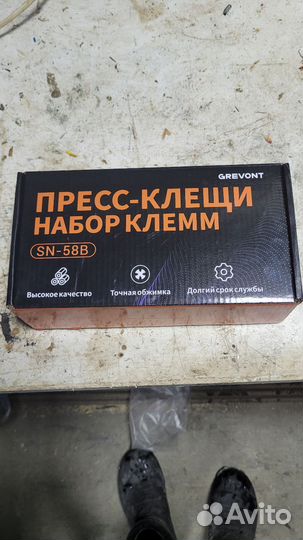 GREVONT
ПРЕСС-КЛЕЩИ
НАБОР КЛЕММ
SN-58B
Высокое качество
Точная обжимка
Долгий срок службы
Avito